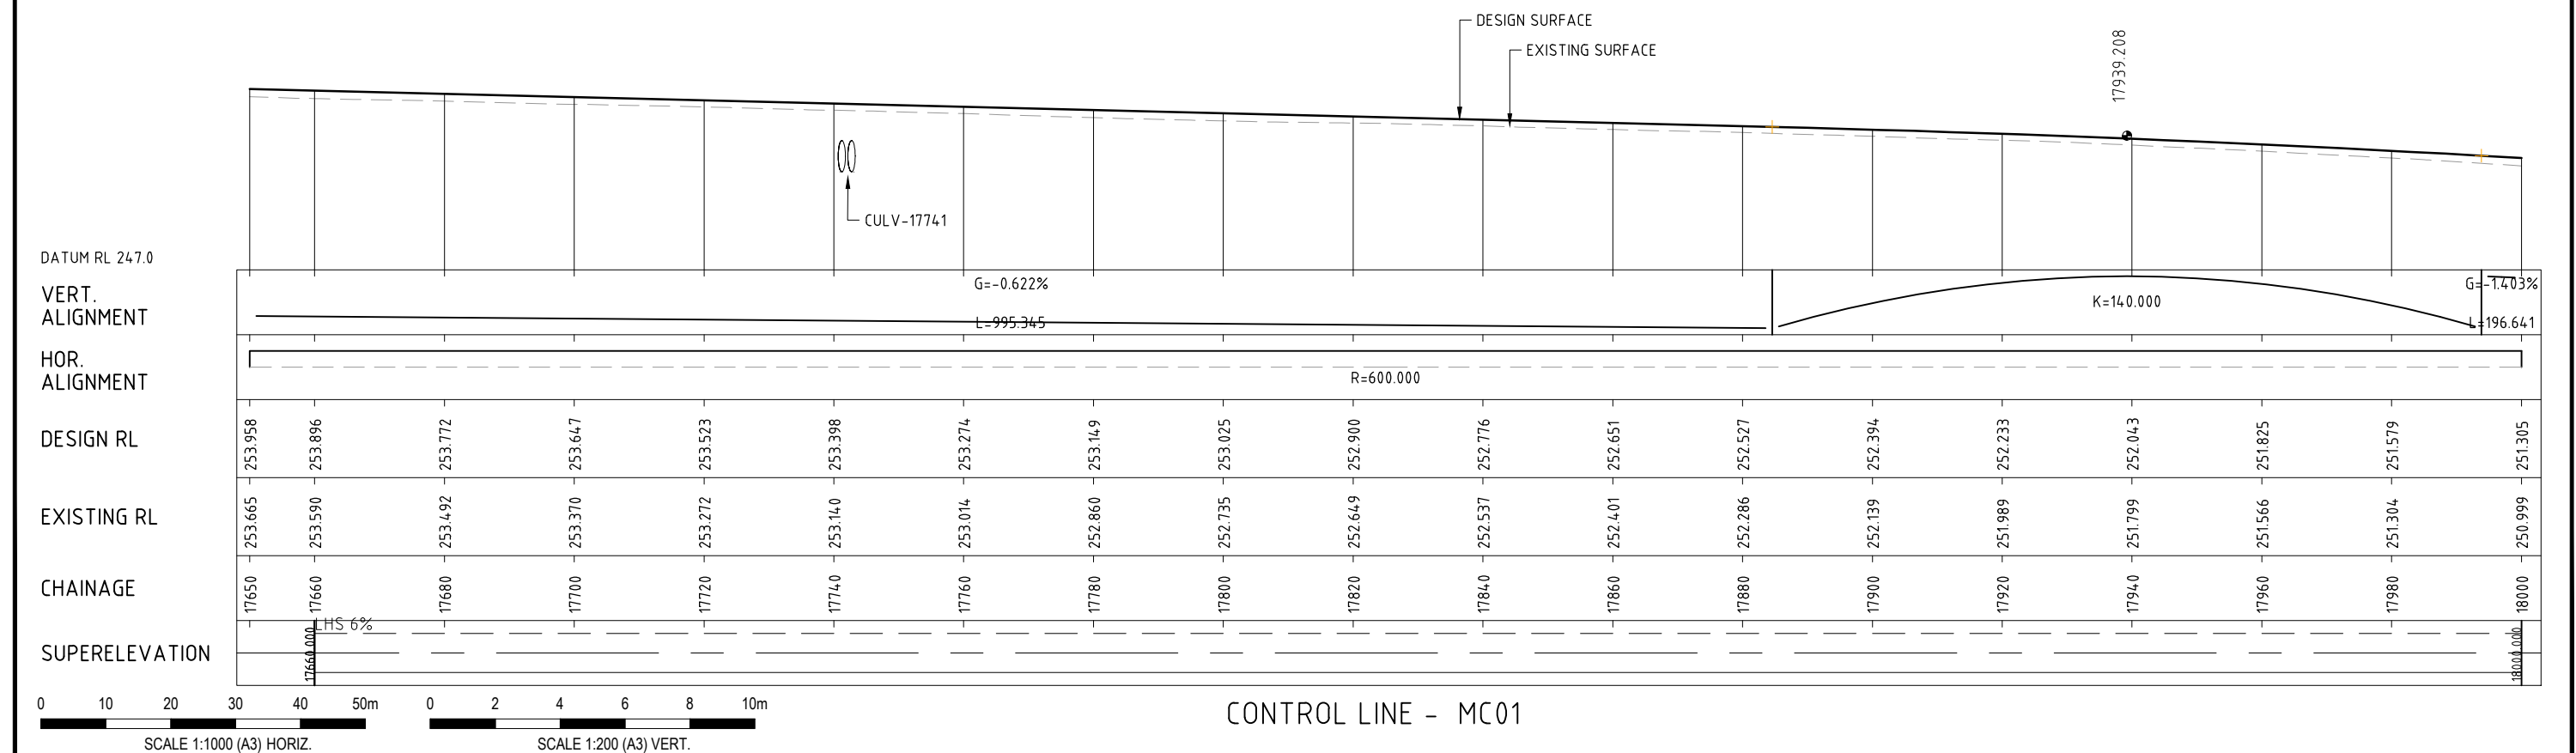 DESIGN SURFACE
EXISTING SURFACE
17939.208
CULV-17741
DATUM RL 247.0
VERT. ALIGNMENT
G=-0.622%
L=995.345
K=140.000
G=-1.403%
L=196.641
HOR. ALIGNMENT
R=600.000
DESIGN RL 253.958 253.896 253.772 253.647 253.523 253.398 253.274 253.149 253.025 252.900 252.776 252.651 252.527 252.394 252.233 252.043 251.825 251.579 251.305
EXISTING RL 253.665 253.590 253.492 253.370 253.272 253.140 253.014 252.860 252.735 252.649 252.537 252.401 252.286 252.139 251.989 251.799 251.566 251.304 250.999
CHAINAGE 17650 17660 17680 17700 17720 17740 17760 17780 17800 17820 17840 17860 17880 17900 17920 17940 17960 17980 18000
LHS 6%
SUPERELEVATION 17660.000 18000.000
0 10 20 30 40 50m
SCALE 1:1000 (A3) HORIZ.
0 2 4 6 8 10m
SCALE 1:200 (A3) VERT.
CONTROL LINE - MC01